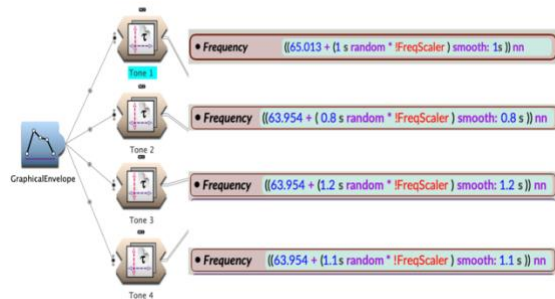 Tone 1
• Frequency ((65.013 + (1 s random * !FreqScaler ) smooth: 1s )) nn
Tone 2
• Frequency ((63.954 + ( 0.8 s random * !FreqScaler ) smooth: 0.8 s )) nn
GraphicalEnvelope
Tone 3
• Frequency ((63.954 + (1.2 s random * !FreqScaler ) smooth: 1.2 s )) nn
Tone 4
• Frequency ((63.954 + (1.1s random * !FreqScaler ) smooth: 1.1 s )) nn